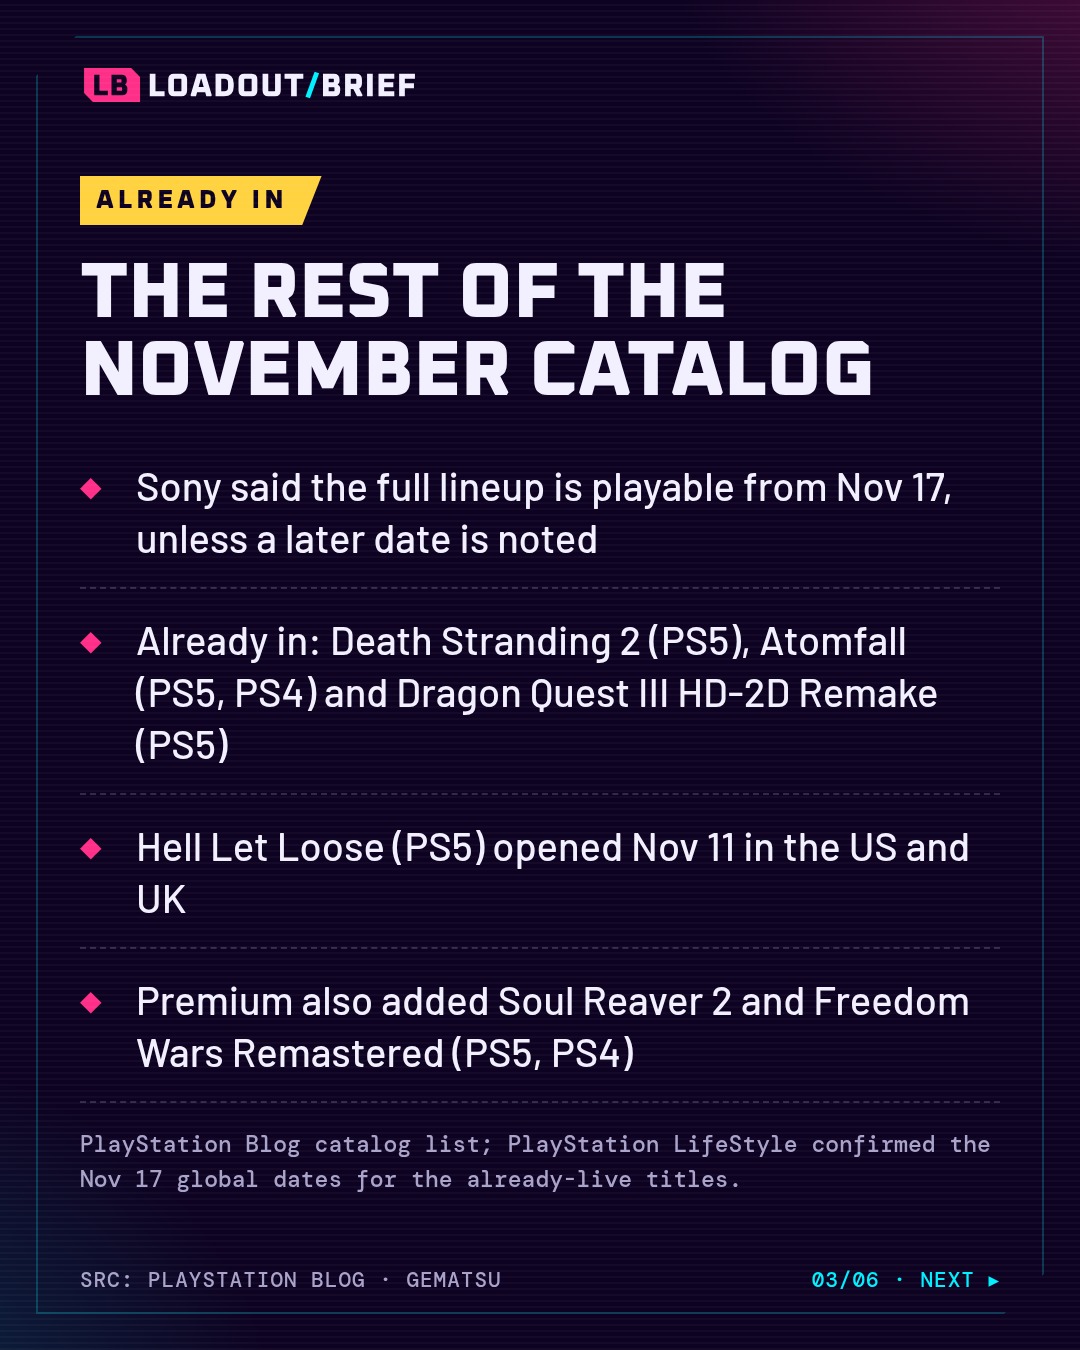 LB LOADOUT/BRIEF
ALREADY IN
THE REST OF THE
NOVEMBER CATALOG
Sony said the full lineup is playable from Nov 17,
unless a later date is noted
Already in: Death Stranding 2 (PS5), Atomfall
(PS5, PS4) and Dragon Quest III HD-2D Remake
(PS5)
Hell Let Loose (PS5) opened Nov 11 in the US and
UK
Premium also added Soul Reaver 2 and Freedom
Wars Remastered (PS5, PS4)
PlayStation Blog catalog list; PlayStation LifeStyle confirmed the
Nov 17 global dates for the already-live titles.
SRC: PLAYSTATION BLOG · GEMATSU
03/06 · NEXT ▸